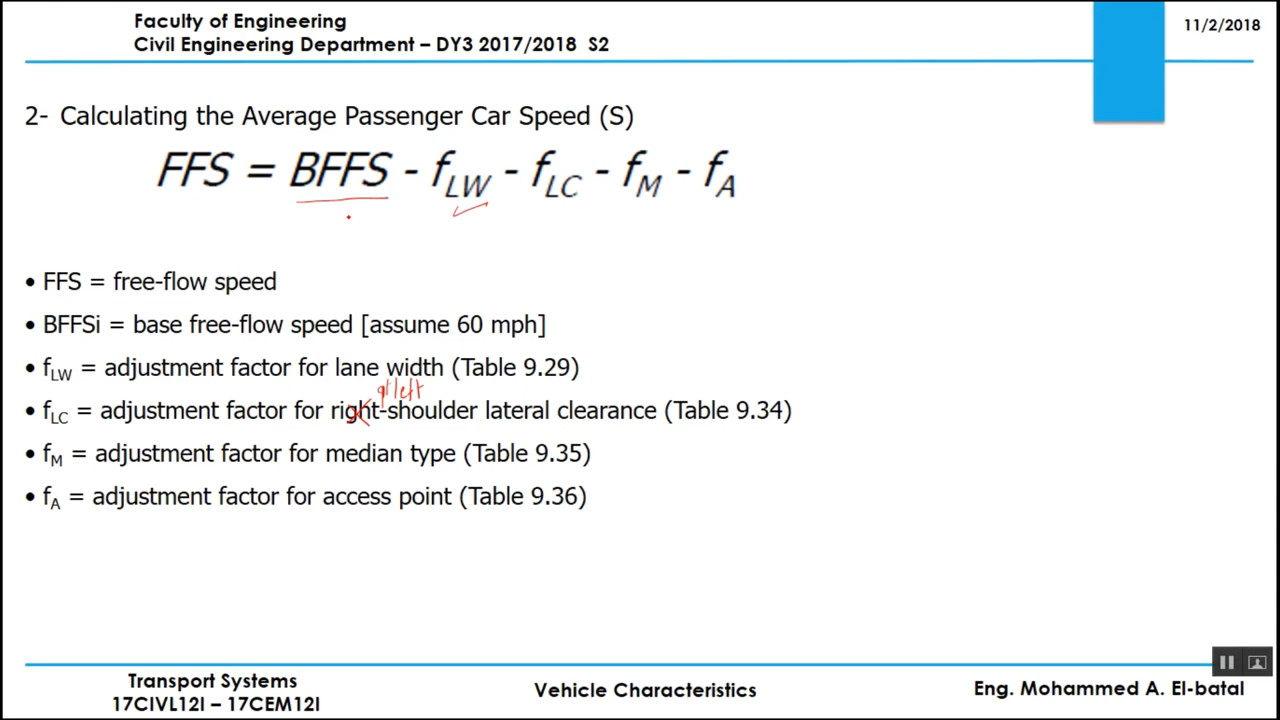 Faculty of Engineering
Civil Engineering Department – DY3 2017/2018 S2
11/2/2018
2- Calculating the Average Passenger Car Speed (S)
FFS = BFFS - fLW - fLC - fM - fA
• FFS = free-flow speed
• BFFSi = base free-flow speed [assume 60 mph]
• fLW = adjustment factor for lane width (Table 9.29)
left
• fLC = adjustment factor for right-shoulder lateral clearance (Table 9.34)
• fM = adjustment factor for median type (Table 9.35)
• fA = adjustment factor for access point (Table 9.36)
Transport Systems
17CIVL12I – 17CEM12I
Vehicle Characteristics
Eng. Mohammed A. El-batal